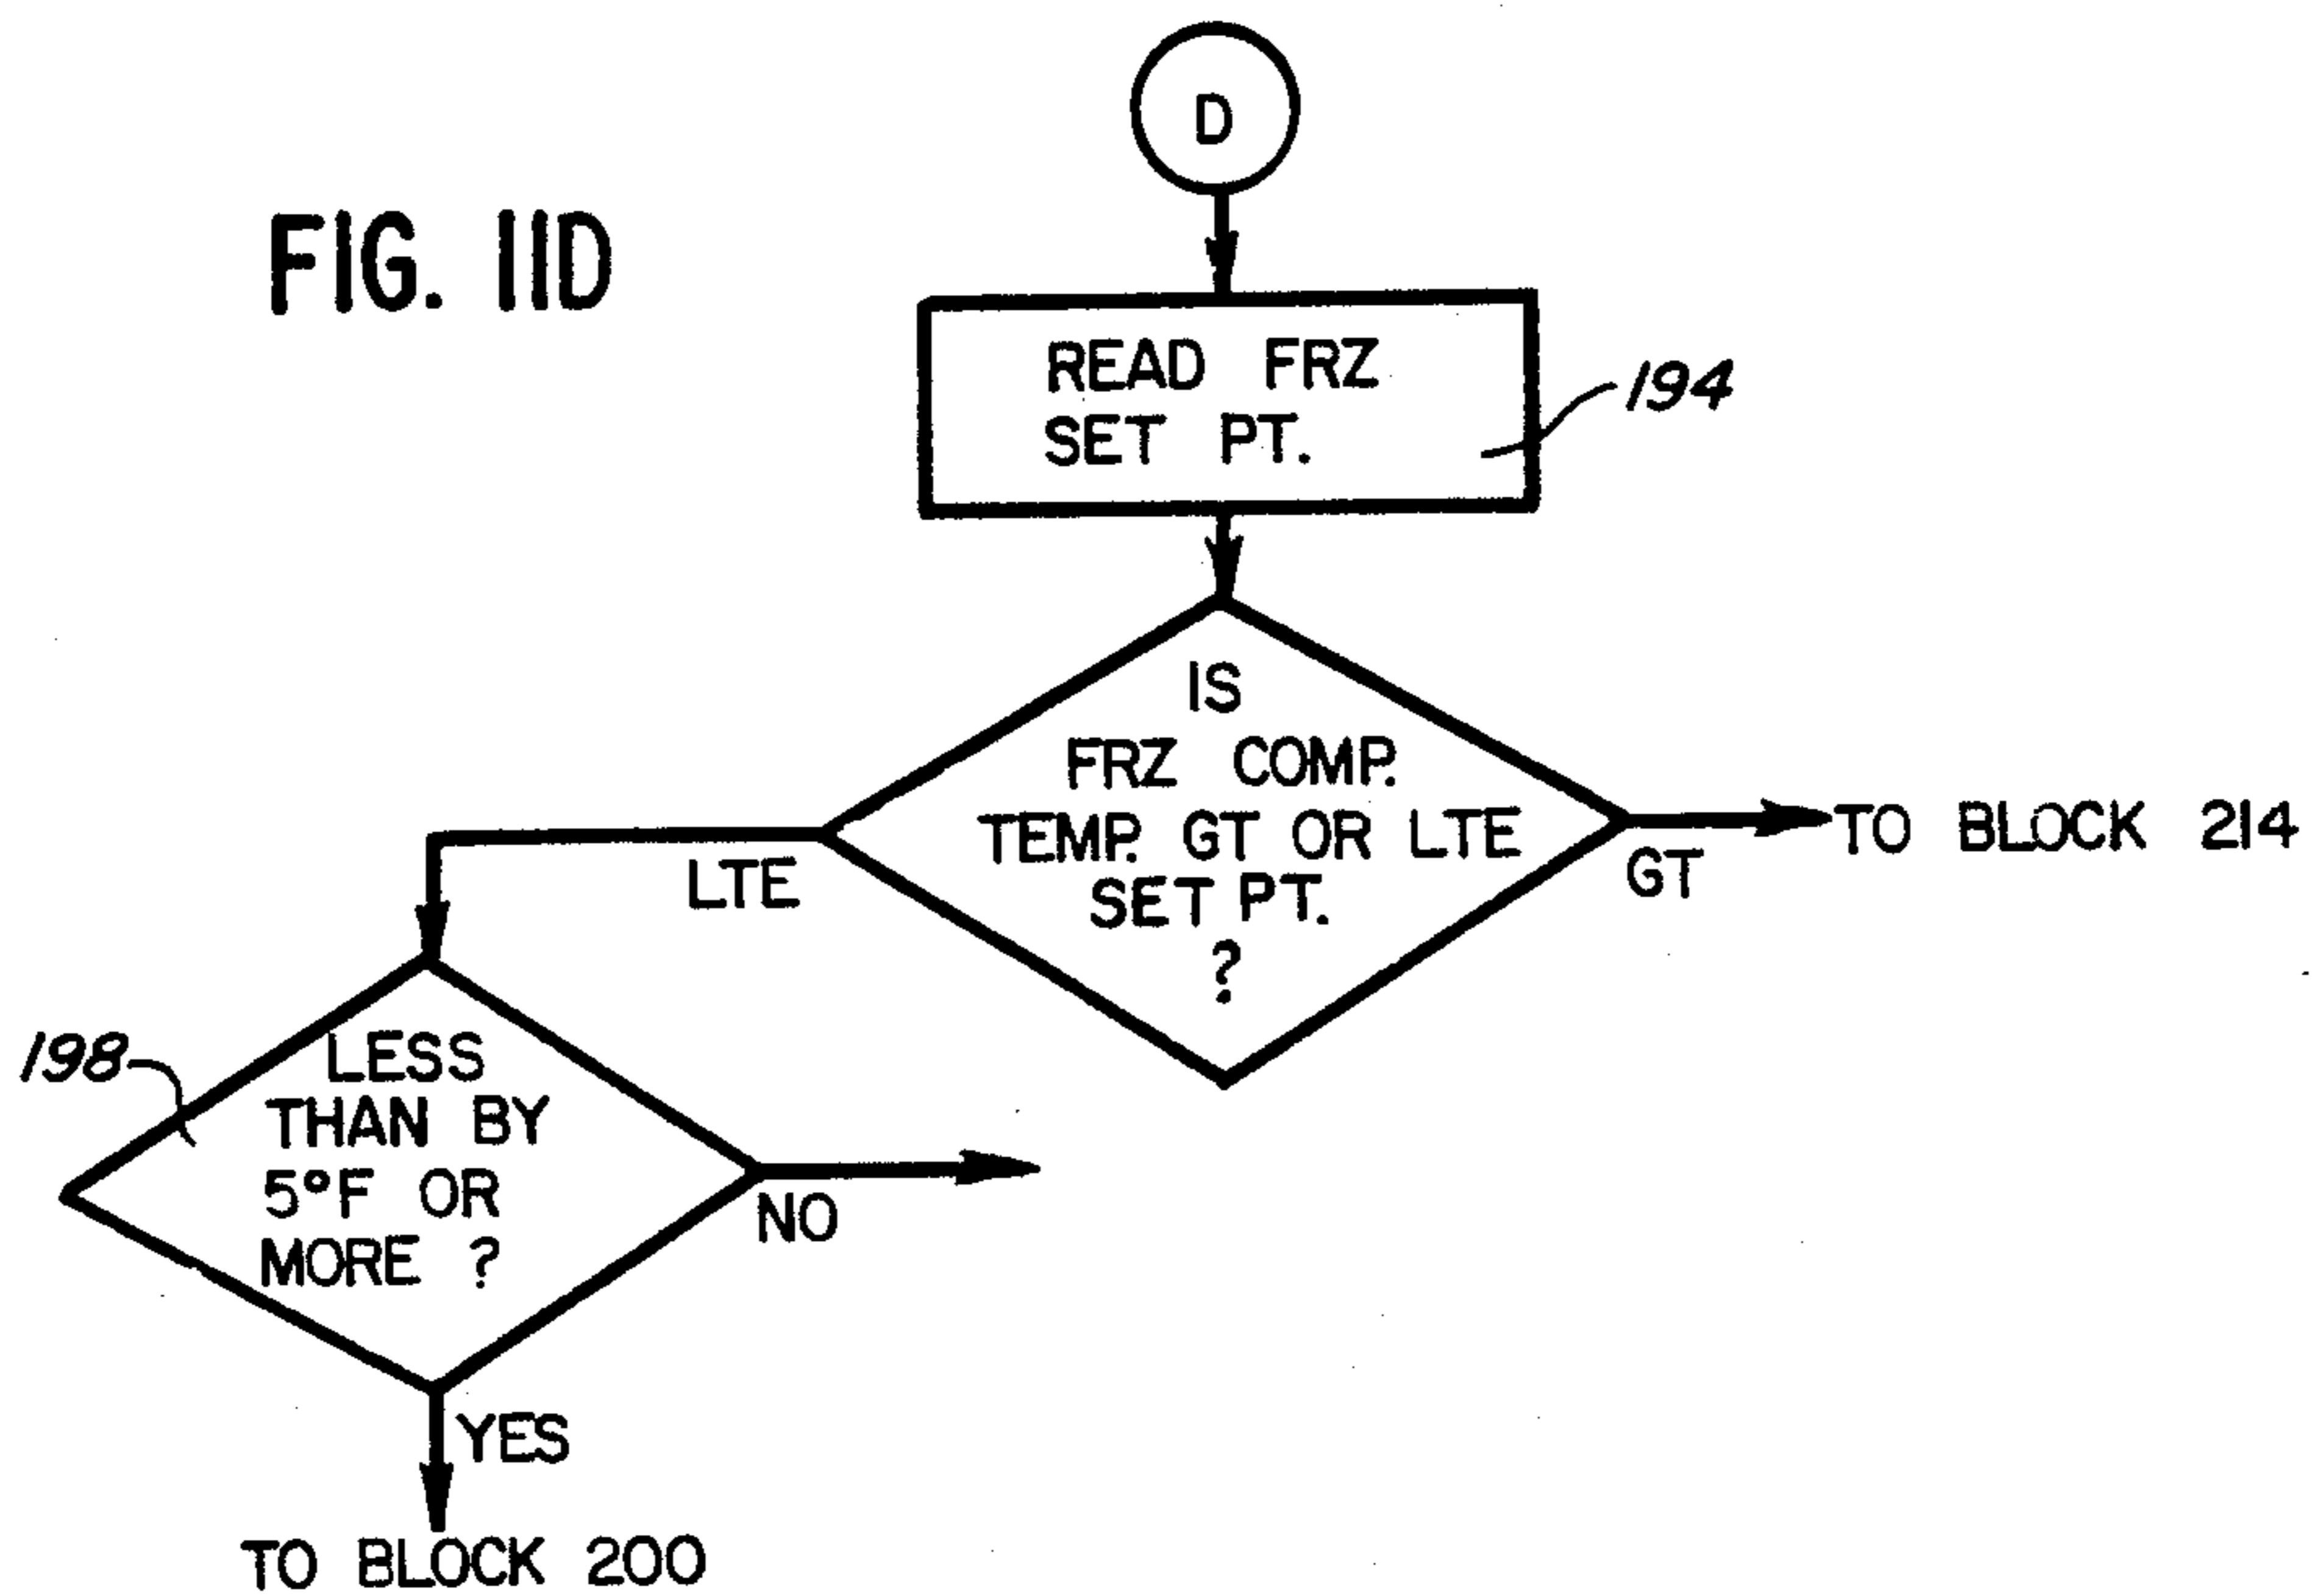 D
FIG. 11D
READ FRZ
SET PT.
194
IS
FRZ COMP.
TEMP. GT OR LTE
SET PT.
?
LTE
GT
TO BLOCK 214
198
LESS
THAN BY
5°F OR
MORE ?
NO
YES
TO BLOCK 200